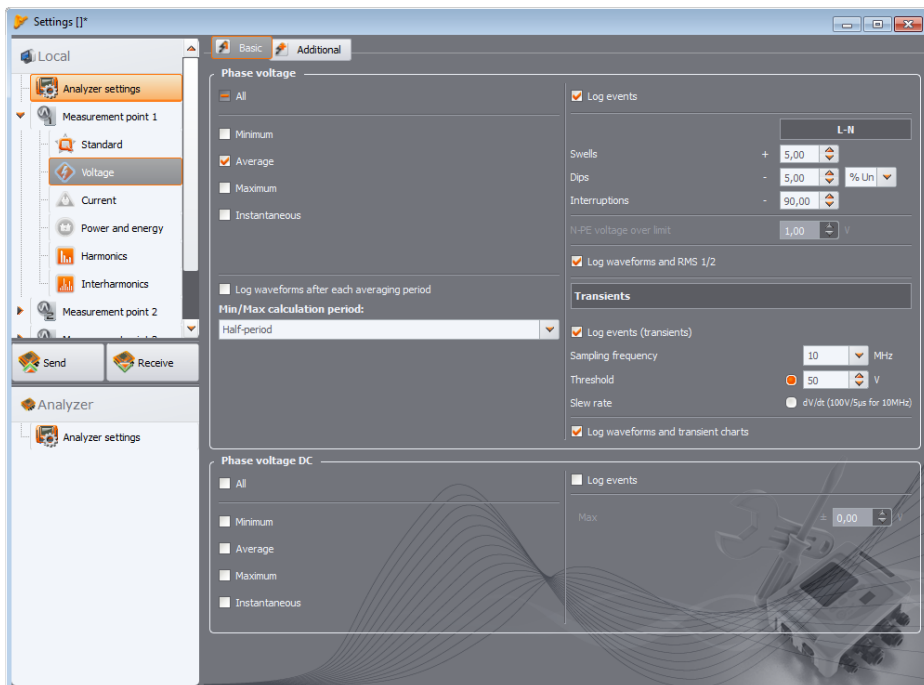 Settings []*
Local
Analyzer settings
Measurement point 1
Standard
Voltage
Current
Power and energy
Harmonics
Interharmonics
Measurement point 2
Send
Receive
Analyzer
Analyzer settings
Basic
Additional
Phase voltage
All
Minimum
Average
Maximum
Instantaneous
Log waveforms after each averaging period
Min/Max calculation period:
Half-period
Log events
L-N
Swells + 5,00
Dips - 5,00 % Un
Interruptions - 90,00
N-PE voltage over limit 1,00 V
Log waveforms and RMS 1/2
Transients
Log events (transients)
Sampling frequency 10 MHz
Threshold 50 V
Slew rate dV/dt (100V/5µs for 10MHz)
Log waveforms and transient charts
Phase voltage DC
All
Minimum
Average
Maximum
Instantaneous
Log events
Max ± 0,00 V